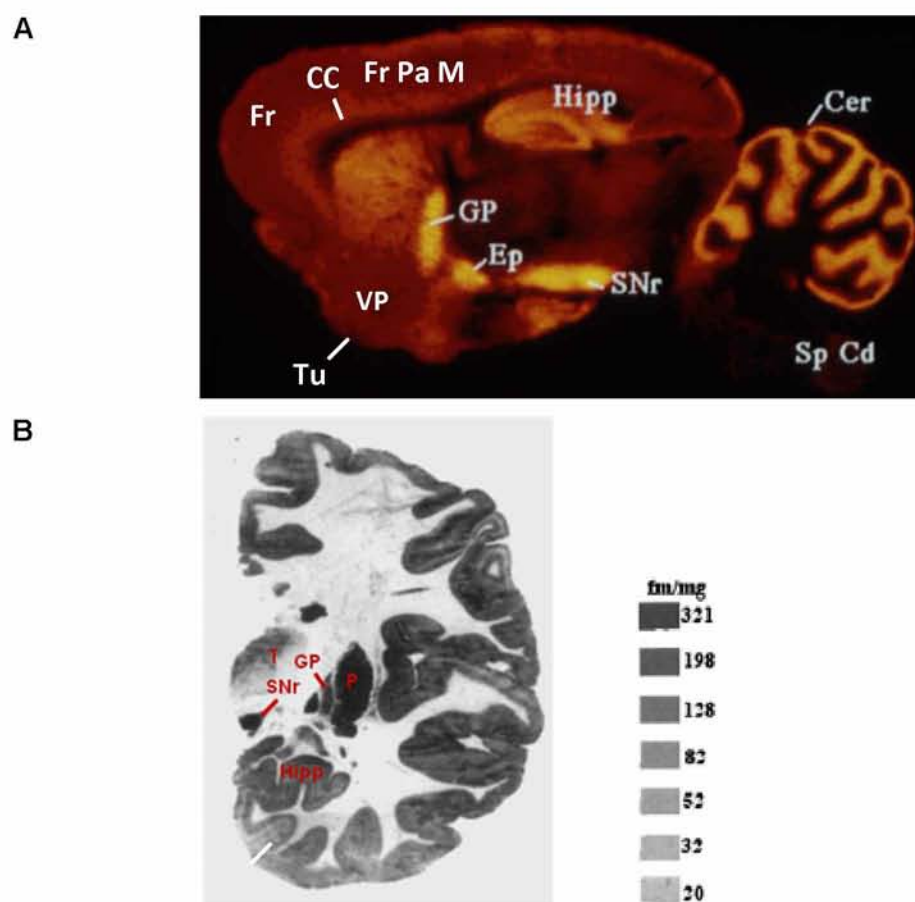 A
CC
Fr Pa M
Fr
Hipp
Cer
GP
Ep
SNr
VP
Tu
Sp Cd
B
fm/mg
321
198
128
82
52
32
20
T
GP
P
SNr
Hipp